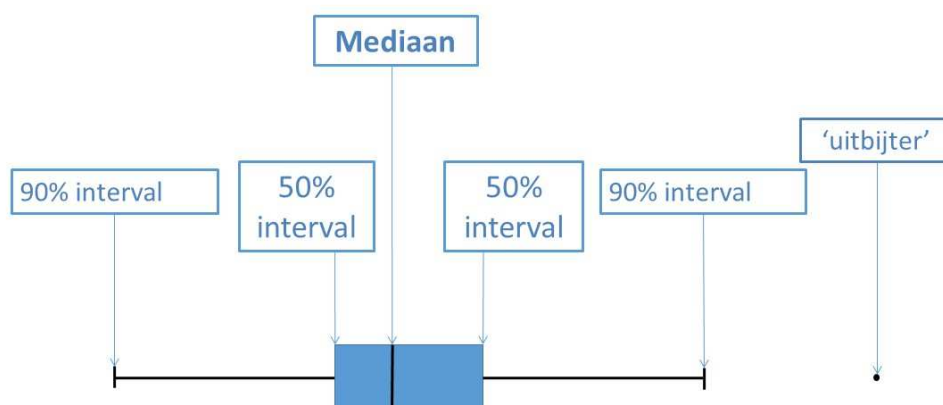 Mediaan
'uitbijter'
90% interval
50%
interval
50%
interval
90% interval